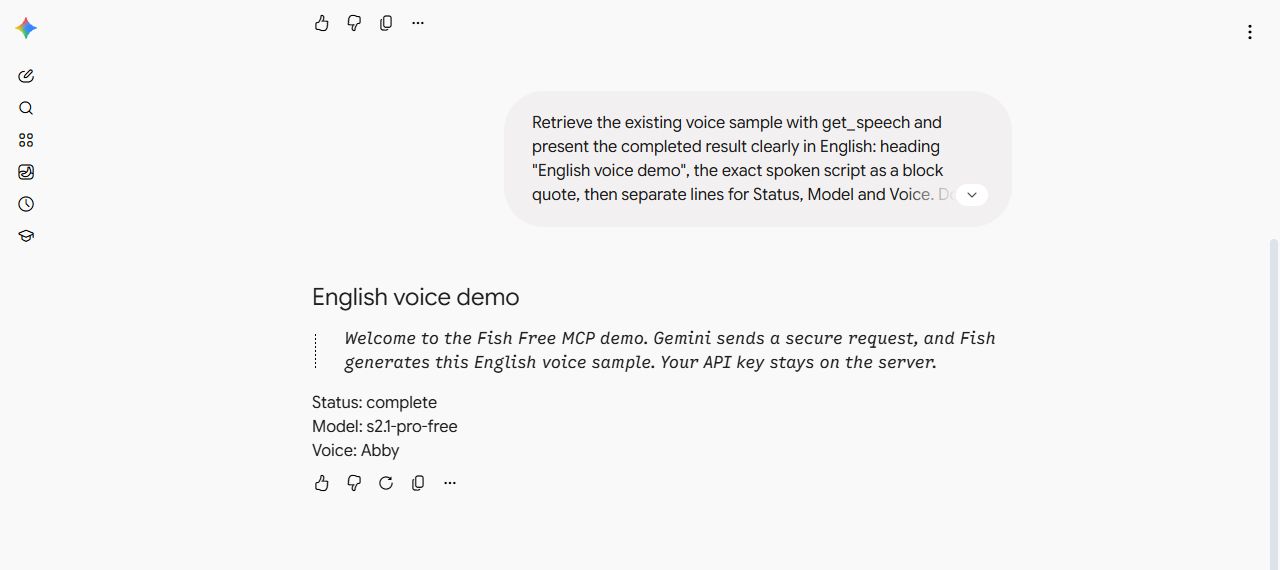 Retrieve the existing voice sample with get_speech and
present the completed result clearly in English: heading
"English voice demo", the exact spoken script as a block
quote, then separate lines for Status, Model and Voice.
English voice demo
Welcome to the Fish Free MCP demo. Gemini sends a secure request, and Fish
generates this English voice sample. Your API key stays on the server.
Status: complete
Model: s2.1-pro-free
Voice: Abby